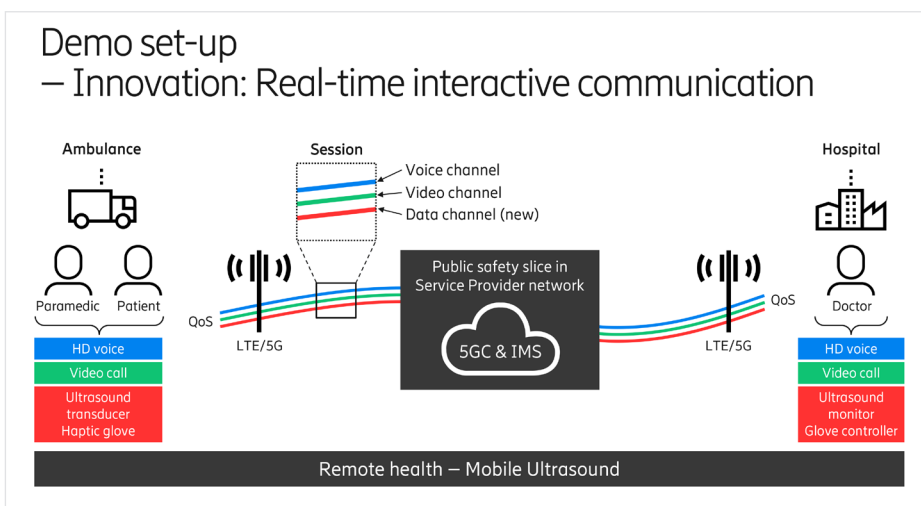 Demo set-up
– Innovation: Real-time interactive communication
Ambulance
Session
Hospital
Voice channel
Video channel
Data channel (new)
Paramedic
Patient
Public safety slice in
Service Provider network
5GC & IMS
Doctor
QoS
LTE/5G
LTE/5G
QoS
HD voice
Video call
Ultrasound
transducer
Haptic glove
HD voice
Video call
Ultrasound
monitor
Glove controller
Remote health – Mobile Ultrasound